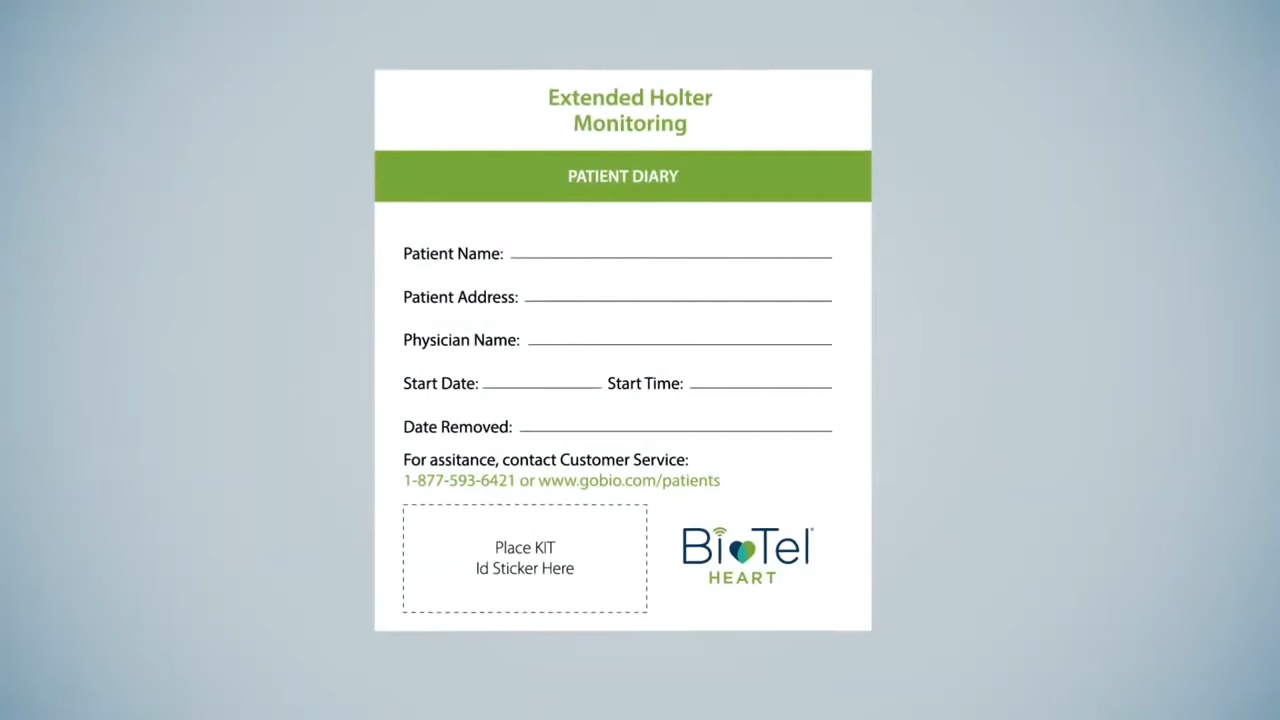 Extended Holter
Monitoring
PATIENT DIARY
Patient Name:
Patient Address:
Physician Name:
Start Date: Start Time:
Date Removed:
For assitance, contact Customer Service:
1-877-593-6421 or www.gobio.com/patients
Place KIT
Id Sticker Here
BioTel
HEART